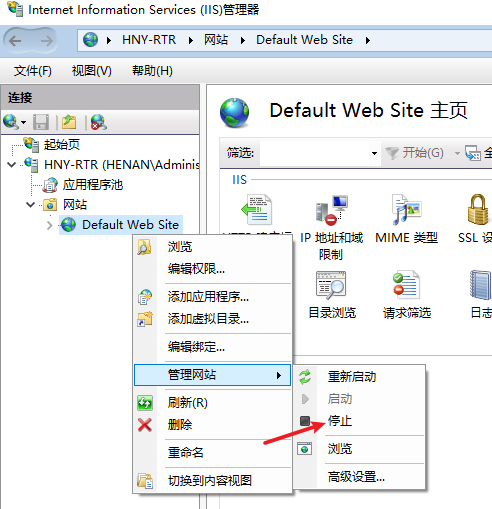 Internet Information Services (IIS)管理器
HNY-RTR 网站 Default Web Site
文件(F) 视图(V) 帮助(H)
连接
起始页
HNY-RTR (HENAN\Adminis
应用程序池
网站
Default Web Site
Default Web Site 主页
筛选: 开始(G)
IIS
IP 地址和域限制
MIME 类型
SSL
目录浏览
请求筛选
日志
浏览
编辑权限...
添加应用程序...
添加虚拟目录...
编辑绑定...
管理网站
刷新(R)
删除
重命名
切换到内容视图
重新启动
启动
停止
浏览
高级设置...